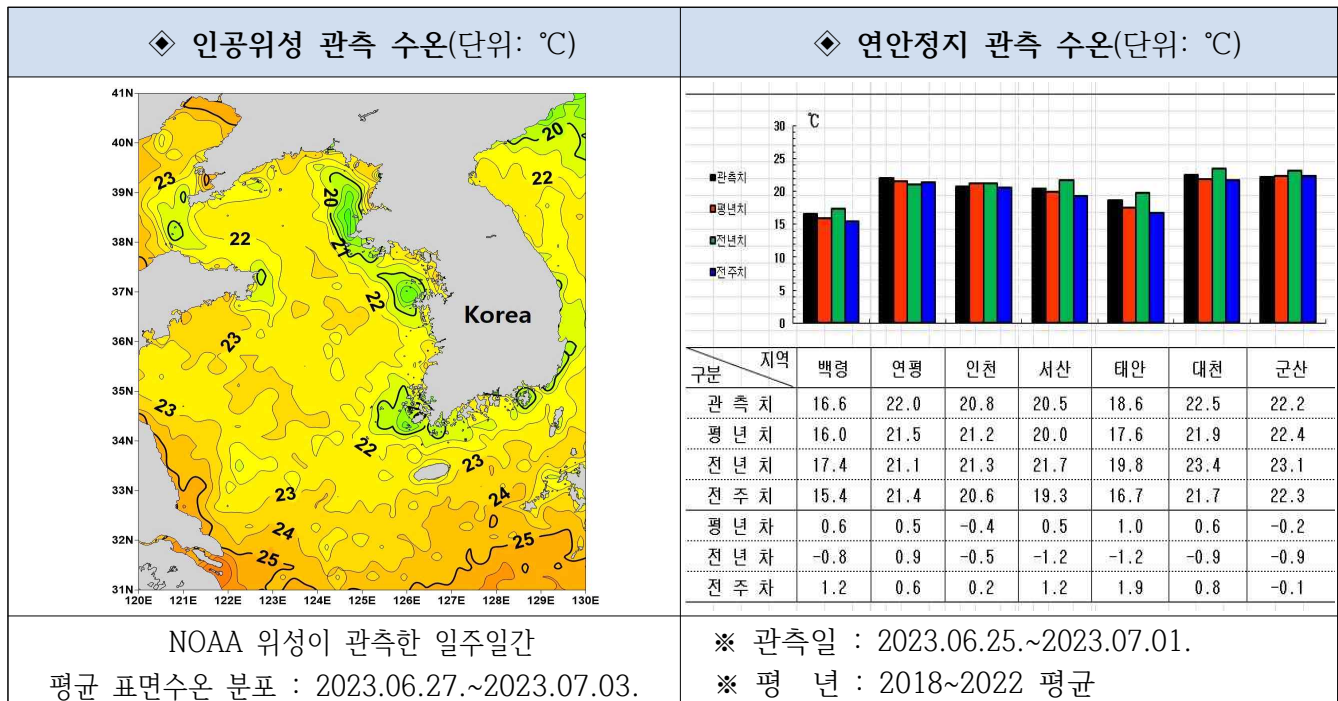 ◈ 인공위성 관측 수온(단위: ℃)
41N
40N
39N
38N
37N
36N
35N
34N
33N
32N
31N
120E 121E 122E 123E 124E 125E 126E 127E 128E 129E 130E
20
22
23
20
22
21
22
Korea
23
23
22
23
23
24
24
25
25
NOAA 위성이 관측한 일주일간
평균 표면수온 분포 : 2023.06.27.~2023.07.03.
◈ 연안정지 관측 수온(단위: ℃)
℃
30
25
20
15
10
5
0
관측치
평년치
전년치
전주치
구분 지역 백령 연평 인천 서산 태안 대천 군산
관 측 치 16.6 22.0 20.8 20.5 18.6 22.5 22.2
평 년 치 16.0 21.5 21.2 20.0 17.6 21.9 22.4
전 년 치 17.4 21.1 21.3 21.7 19.8 23.4 23.1
전 주 치 15.4 21.4 20.6 19.3 16.7 21.7 22.3
평 년 차 0.6 0.5 -0.4 0.5 1.0 0.6 -0.2
전 년 차 -0.8 0.9 -0.5 -1.2 -1.2 -0.9 -0.9
전 주 차 1.2 0.6 0.2 1.2 1.9 0.8 -0.1
※ 관측일 : 2023.06.25.~2023.07.01.
※ 평 년 : 2018~2022 평균